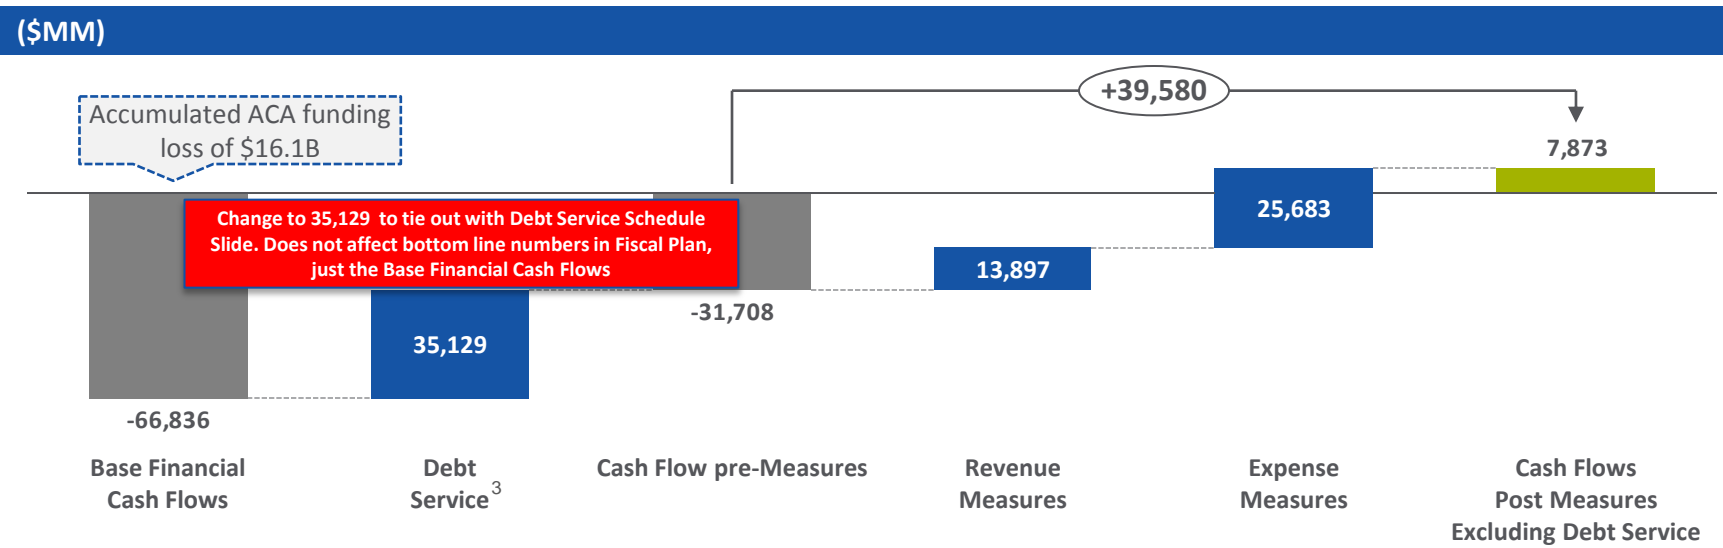 ($MM)
+39,580
Accumulated ACA funding
loss of $16.1B
7,873
Change to 35,129 to tie out with Debt Service Schedule
Slide. Does not affect bottom line numbers in Fiscal Plan,
just the Base Financial Cash Flows
25,683
13,897
-31,708
35,129
-66,836
Base Financial
Cash Flows
Debt
Service3
Cash Flow pre-Measures
Revenue
Measures
Expense
Measures
Cash Flows
Post Measures
Excluding Debt Service